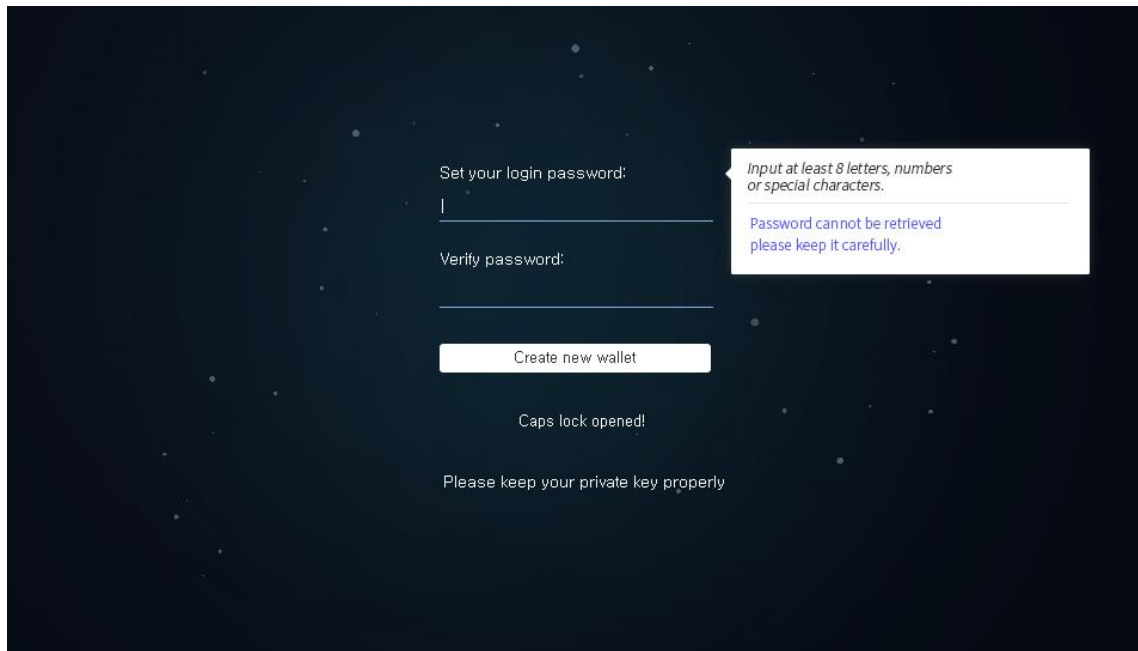 Set your login password:
Input at least 8 letters, numbers
or special characters.
Password cannot be retrieved
please keep it carefully.
Verify password:
Create new wallet
Caps lock opened!
Please keep your private key properly